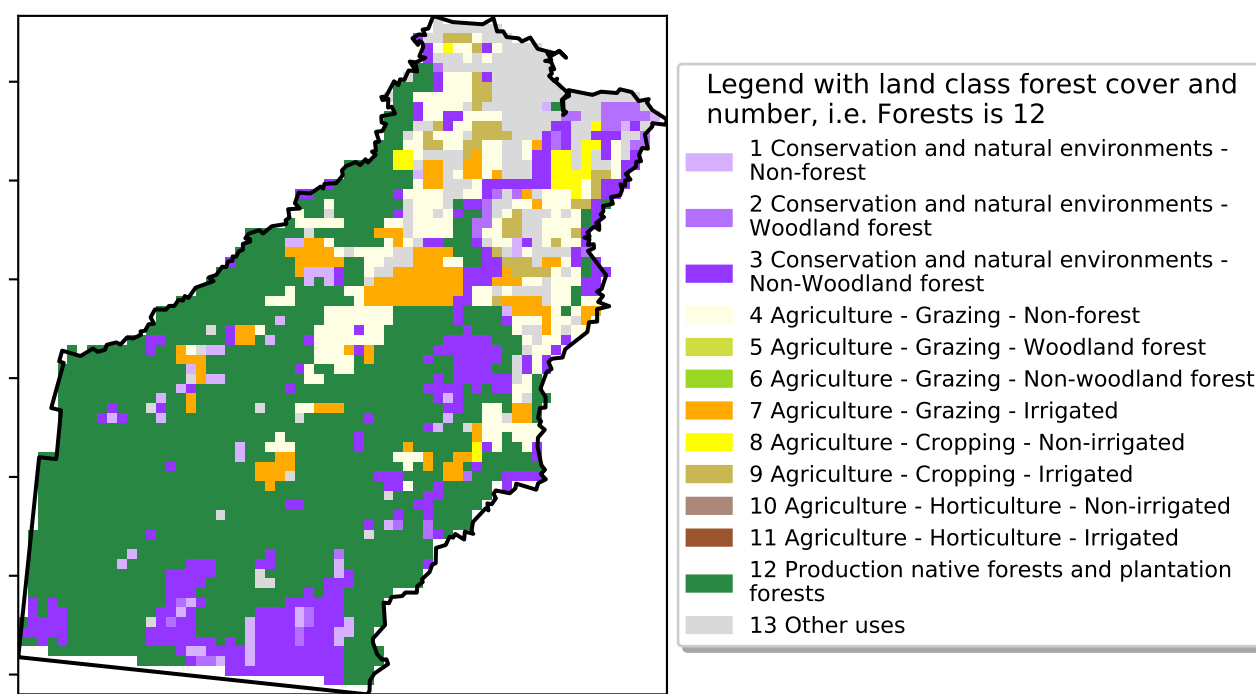 Legend with land class forest cover and
number, i.e. Forests is 12
1 Conservation and natural environments -
Non-forest
2 Conservation and natural environments -
Woodland forest
3 Conservation and natural environments -
Non-Woodland forest
4 Agriculture - Grazing - Non-forest
5 Agriculture - Grazing - Woodland forest
6 Agriculture - Grazing - Non-woodland forest
7 Agriculture - Grazing - Irrigated
8 Agriculture - Cropping - Non-irrigated
9 Agriculture - Cropping - Irrigated
10 Agriculture - Horticulture - Non-irrigated
11 Agriculture - Horticulture - Irrigated
12 Production native forests and plantation
forests
13 Other uses